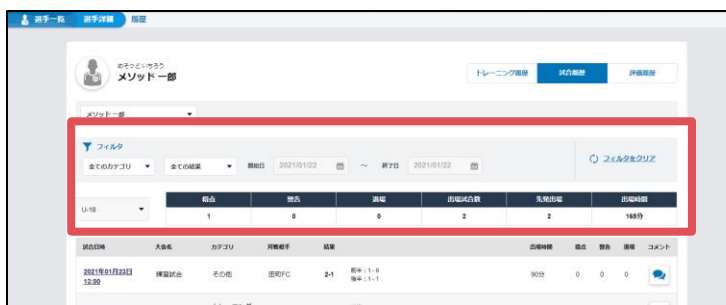 選手一覧 選手詳細 履歴
めそっどいちろう
メソッド 一郎
トレーニング履歴 試合履歴 評価履歴
メソッド 一郎
フィルタ
全てのカテゴリ 全ての結果 開始日 2021/01/22 ～ 終了日 2021/01/22 フィルタをクリア
得点 警告 退場 出場試合数 先発出場 出場時間
U-18 1 0 0 2 2 165分
試合日時 大会名 カテゴリ 対戦相手 結果 出場時間 得点 警告 退場 コメント
2021年01月23日
13:00
練習試合 その他 田町FC 2-1 前半：1-0
後半：1-1
90分 0 0 0